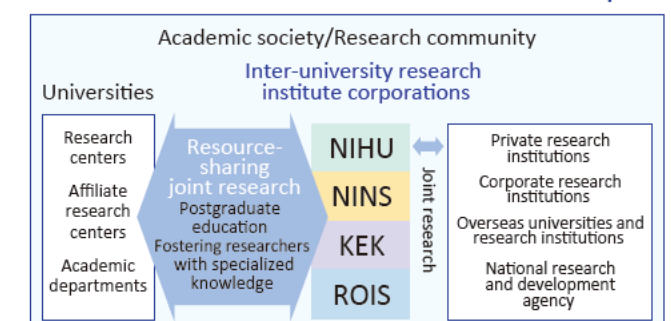 Academic society/Research community
Inter-university research
institute corporations
Universities
Research
centers
Affiliate
research
centers
Academic
departments
Resource-
sharing
joint research
Postgraduate
education
Fostering researchers
with specialized
knowledge
NIHU
NINS
KEK
ROIS
Joint research
Private research
institutions
Corporate research
institutions
Overseas universities and
research institutions
National research
and development
agency